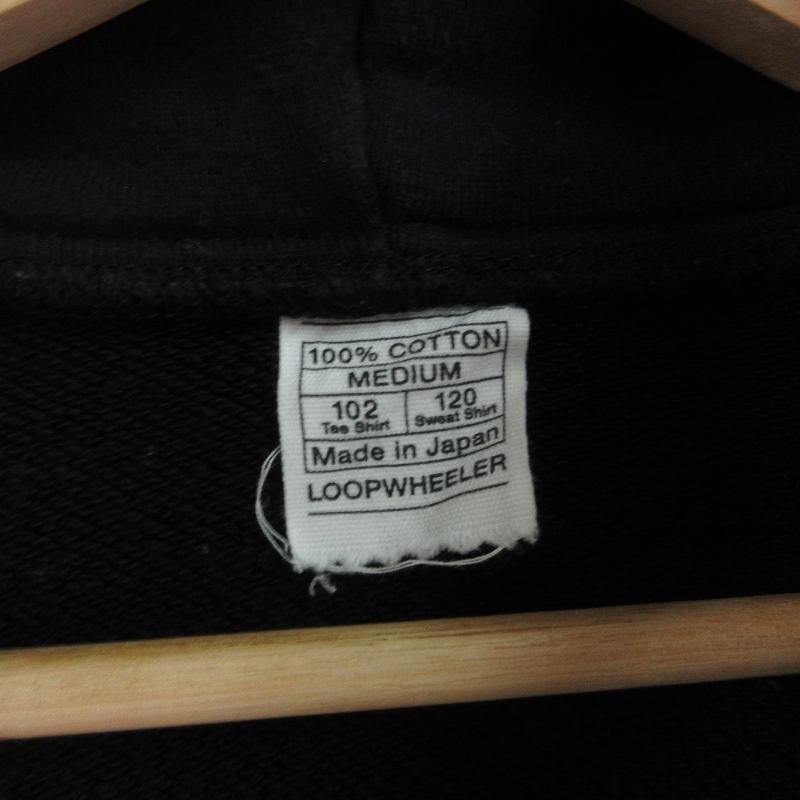 100% COTTON
MEDIUM
102 120
Tee Shirt Sweat Shirt
Made in Japan
LOOPWHEELER